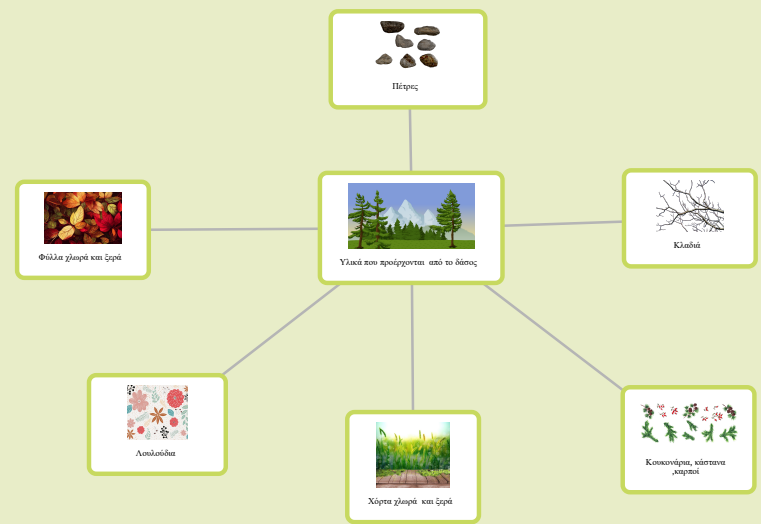 Πέτρες
Φύλλα χλωρά και ξερά
Υλικά που προέρχονται από το δάσος
Κλαδιά
Λουλούδια
Χόρτα χλωρά και ξερά
Κουκονάρια, κάστανα
,καρποί